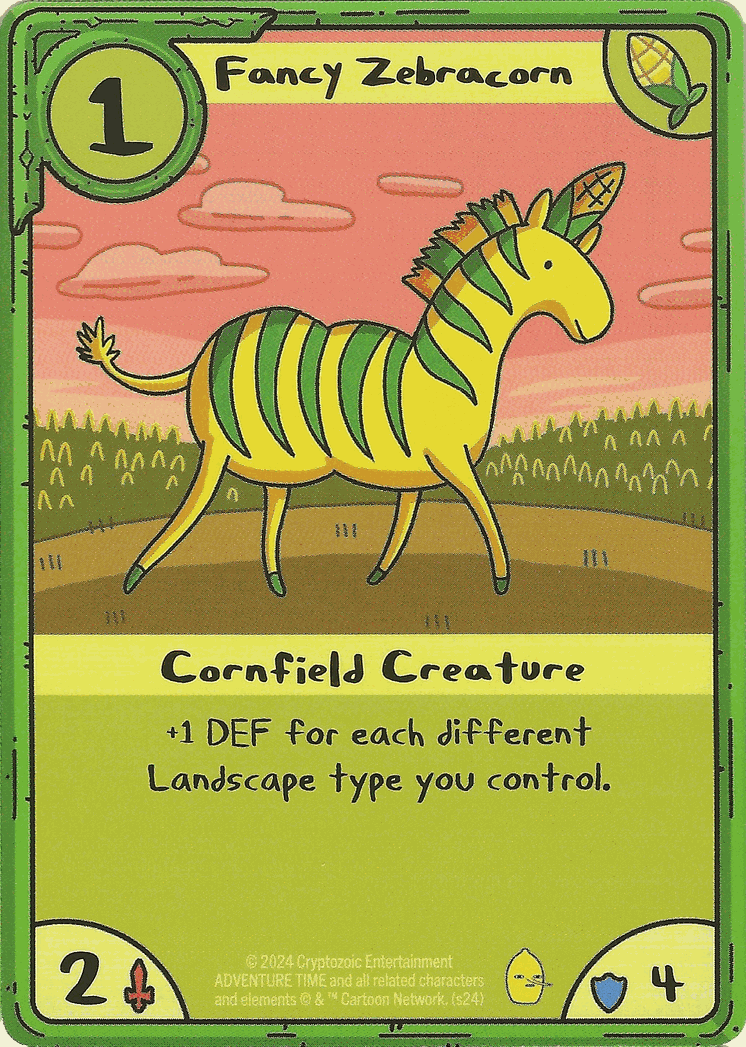 1
Fancy Zebracorn
Cornfield Creature
+1 DEF for each different
Landscape type you control.
2
© 2024 Cryptozoic Entertainment
ADVENTURE TIME and all related characters
and elements © & ™ Cartoon Network. (s24)
4